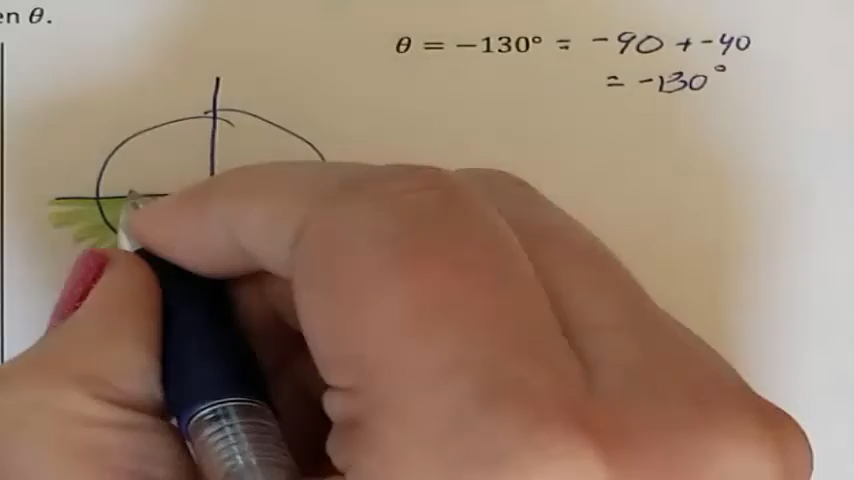 en θ.
θ = −130° = -90 + -40
= -130°